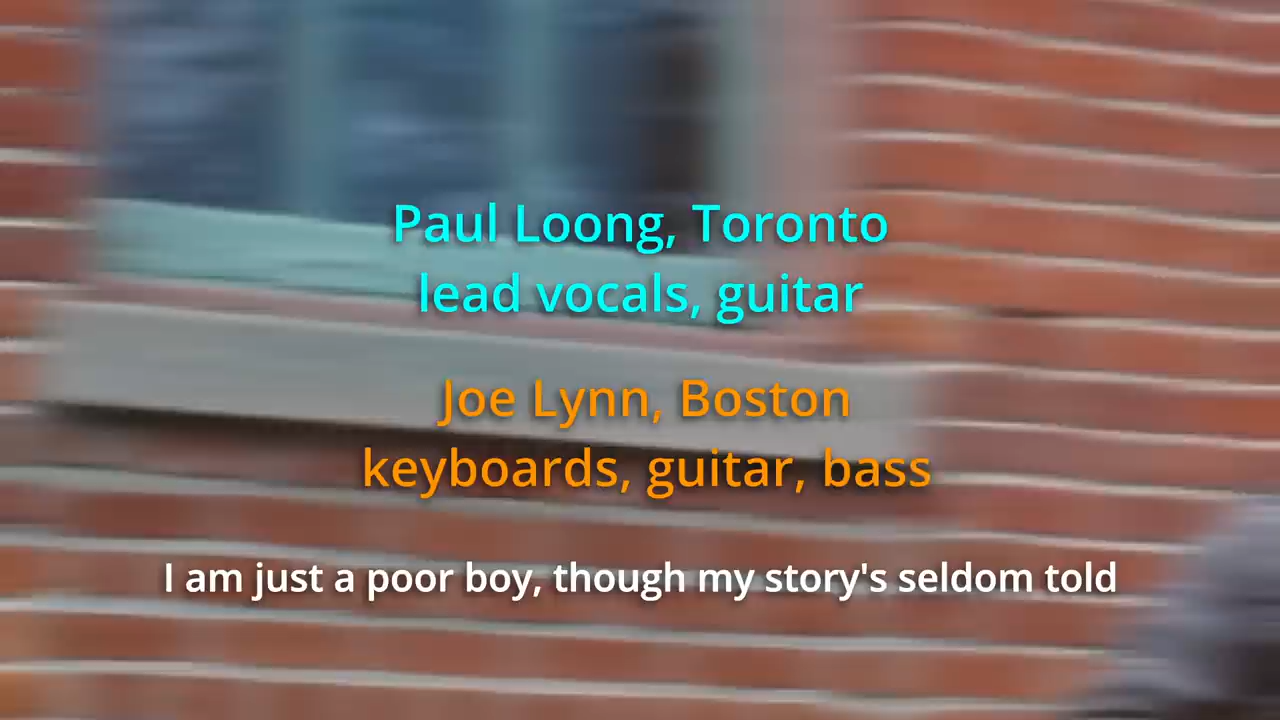 Paul Loong, Toronto
lead vocals, guitar
Joe Lynn, Boston
keyboards, guitar, bass
I am just a poor boy, though my story's seldom told